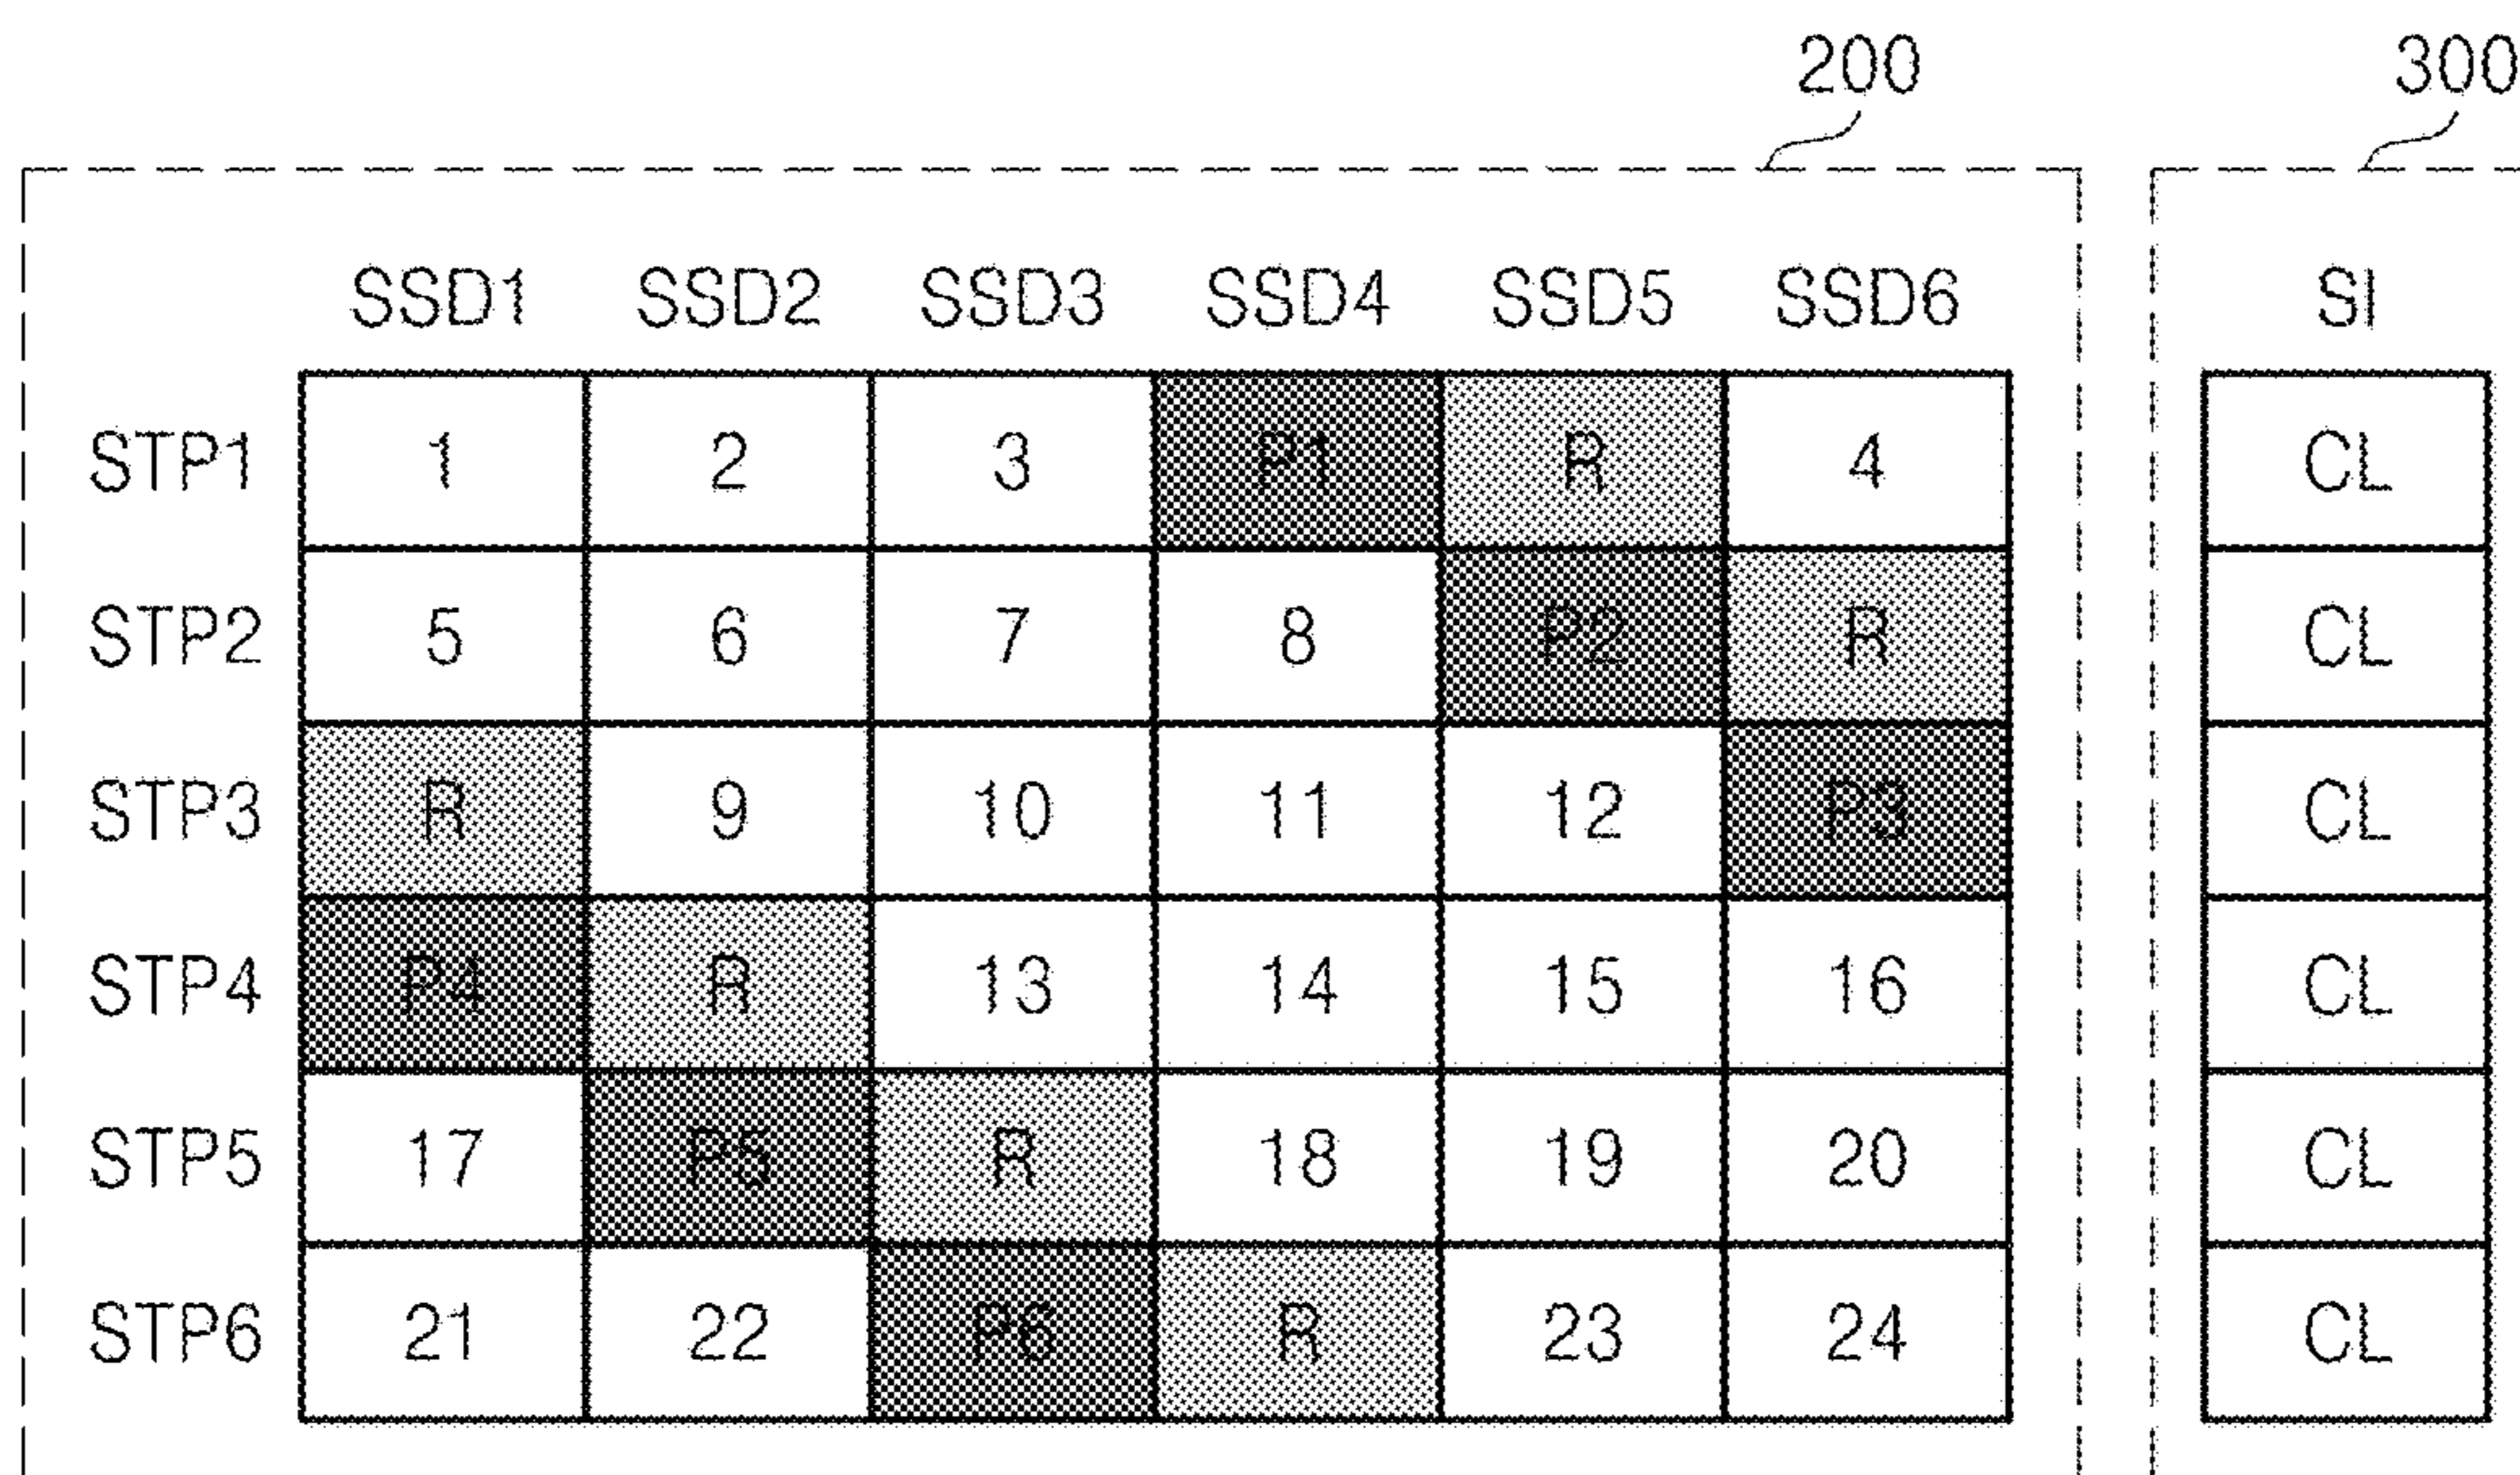 200 300
SSD1 SSD2 SSD3 SSD4 SSD5 SSD6 SI
STP1 1 2 3 P1 R 4 CL
STP2 5 6 7 8 P2 R CL
STP3 R 9 10 11 12 P3 CL
STP4 P4 R 13 14 15 16 CL
STP5 17 P5 R 18 19 20 CL
STP6 21 22 P6 R 23 24 CL